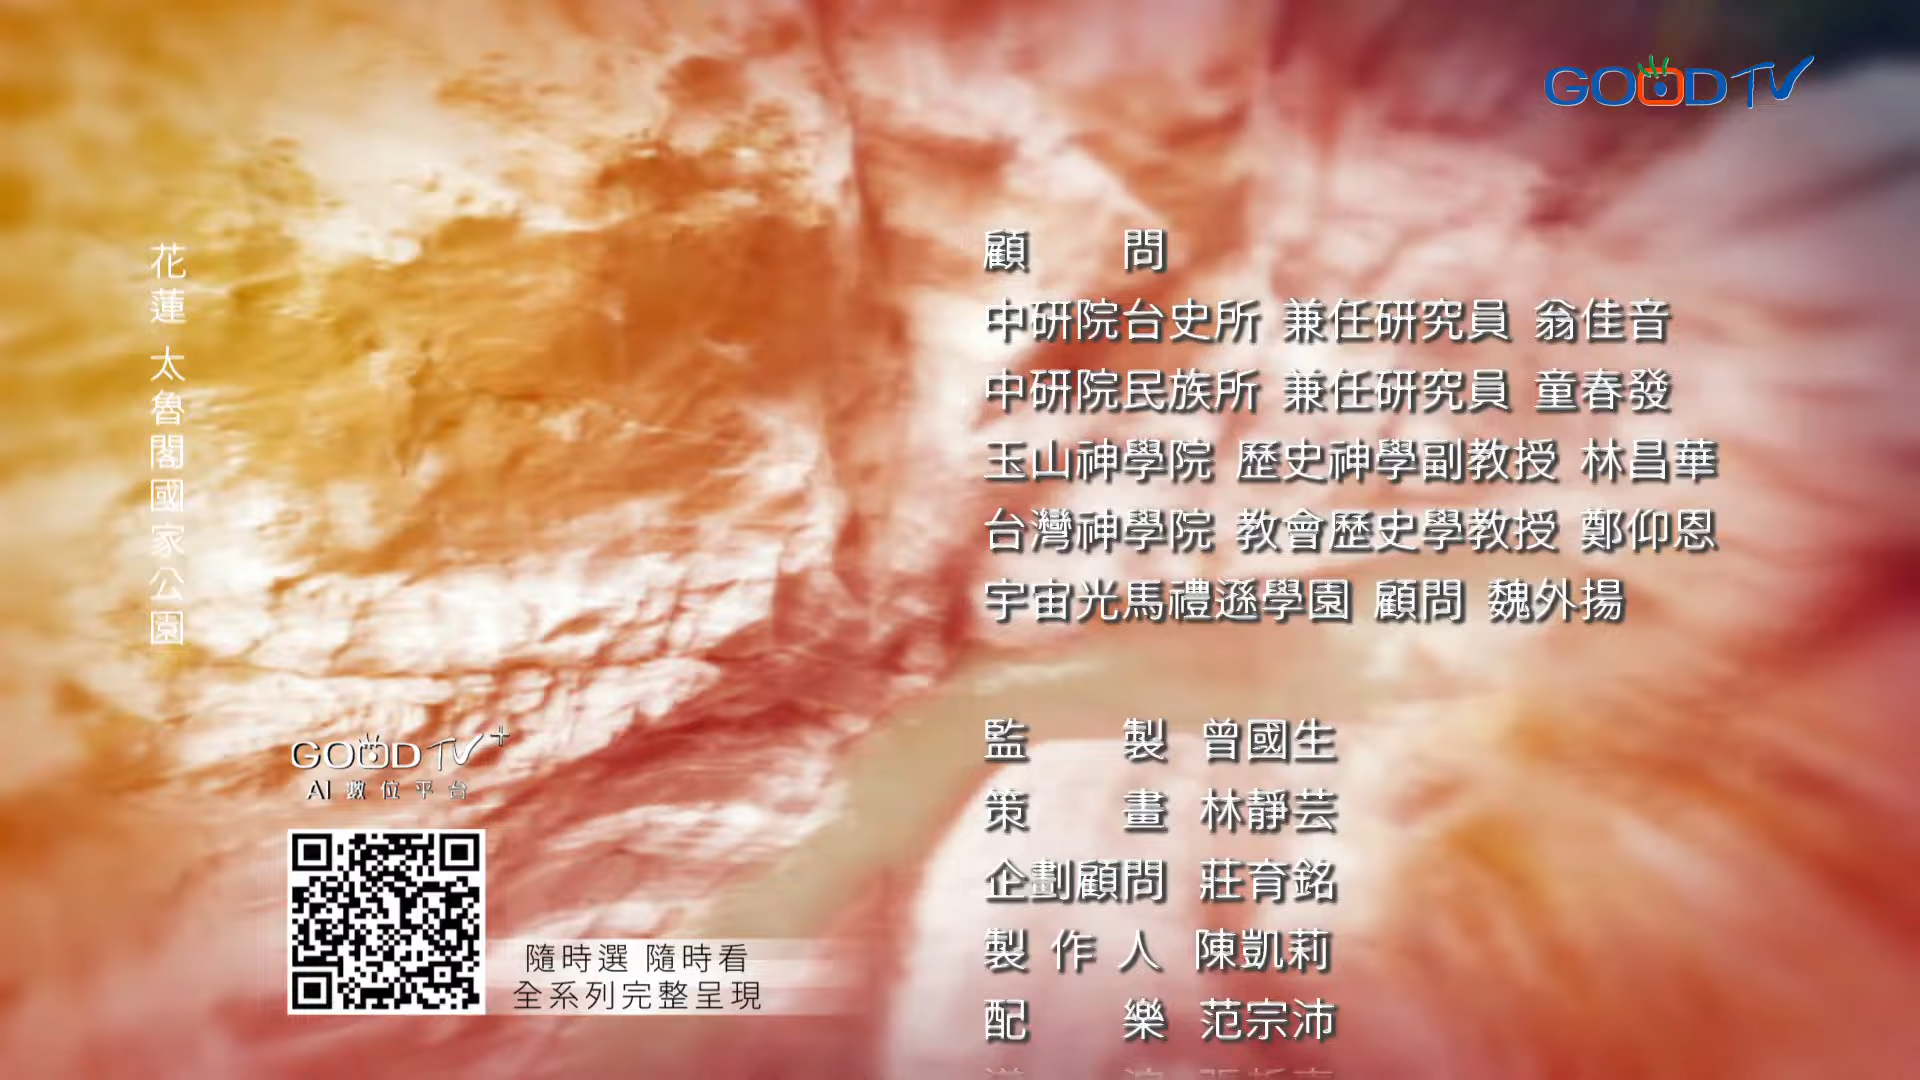 GOOD TV
花蓮 太魯閣國家公園
顧 問
中研院台史所 兼任研究員 翁佳音
中研院民族所 兼任研究員 童春發
玉山神學院 歷史神學副教授 林昌華
台灣神學院 教會歷史學教授 鄭仰恩
宇宙光馬禮遜學園 顧問 魏外揚
監 製 曾國生
策 畫 林靜芸
企劃顧問 莊育銘
製 作 人 陳凱莉
配 樂 范宗沛
GOOD TV+
AI 數位平台
隨時選 隨時看
全系列完整呈現